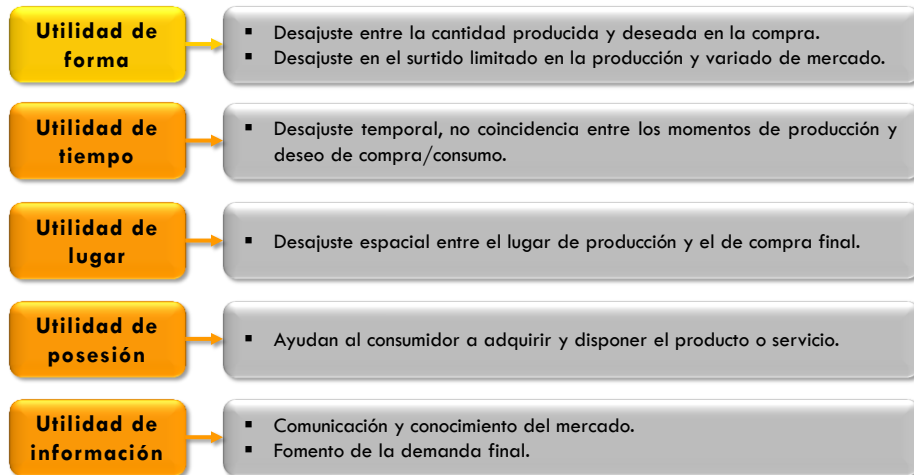 Utilidad de
forma
▪ Desajuste entre la cantidad producida y deseada en la compra.
▪ Desajuste en el surtido limitado en la producción y variado de mercado.
Utilidad de
tiempo
▪ Desajuste temporal, no coincidencia entre los momentos de producción y
deseo de compra/consumo.
Utilidad de
lugar
▪ Desajuste espacial entre el lugar de producción y el de compra final.
Utilidad de
posesión
▪ Ayudan al consumidor a adquirir y disponer el producto o servicio.
Utilidad de
información
▪ Comunicación y conocimiento del mercado.
▪ Fomento de la demanda final.